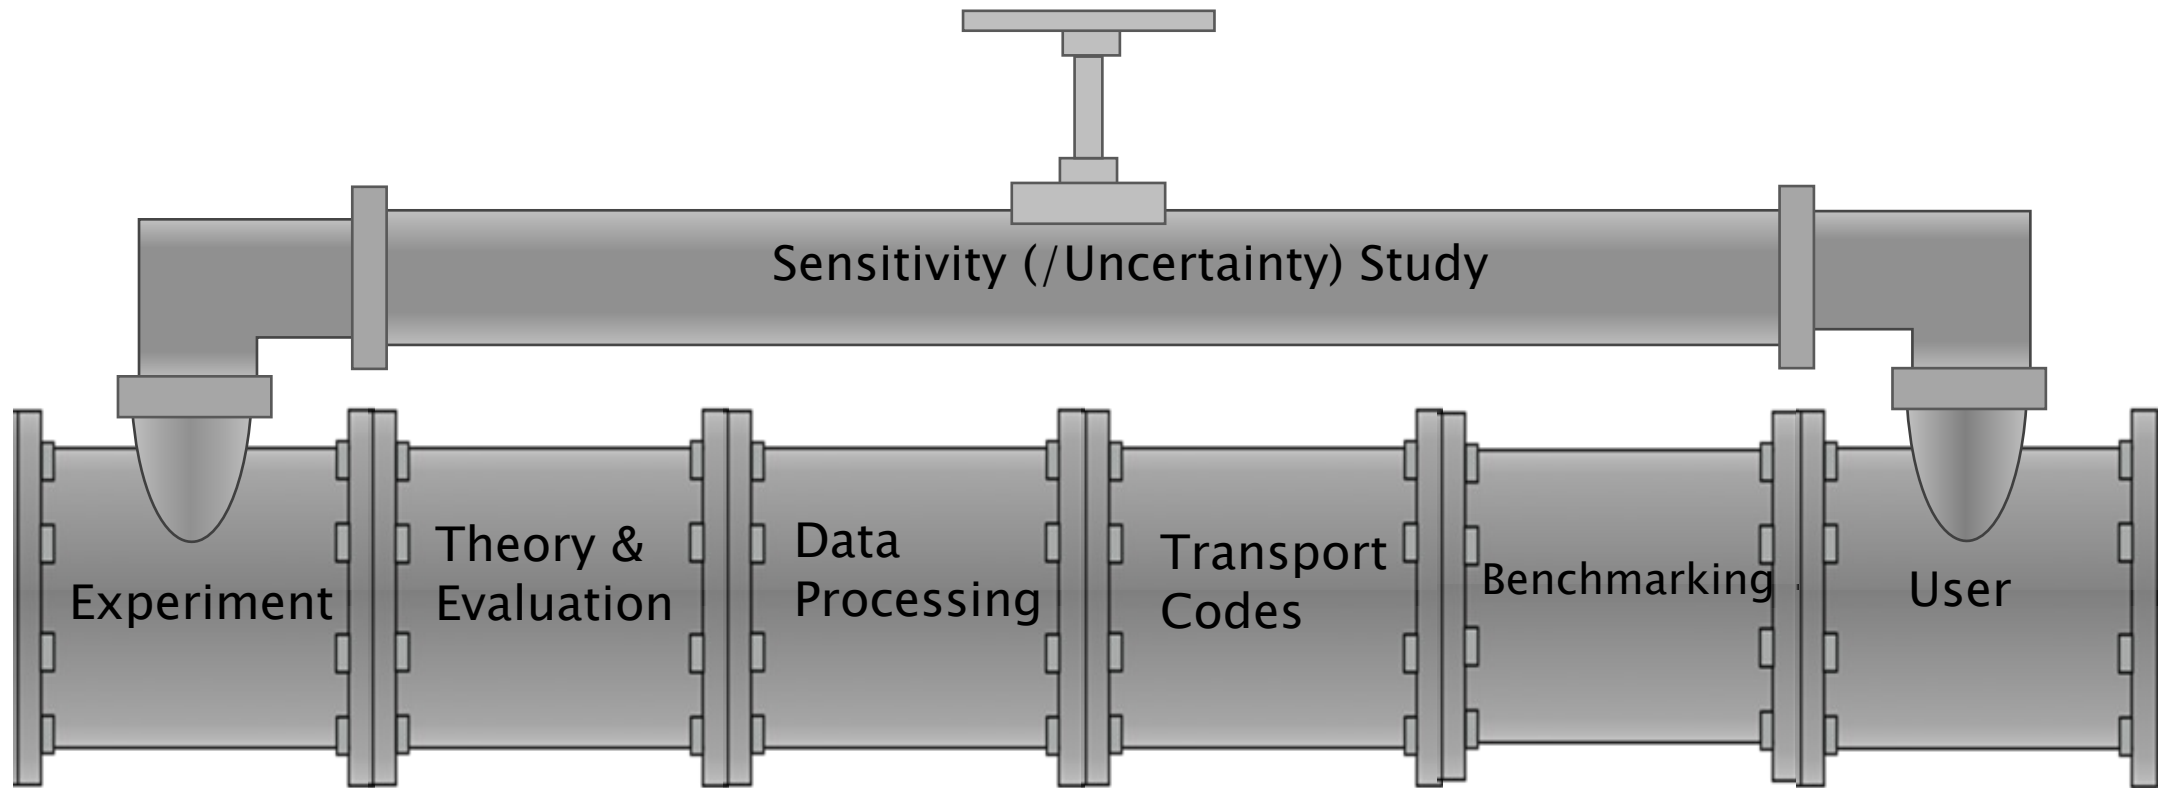 Sensitivity (/Uncertainty) Study
Experiment
Theory &
Evaluation
Data
Processing
Transport
Codes
Benchmarking
User